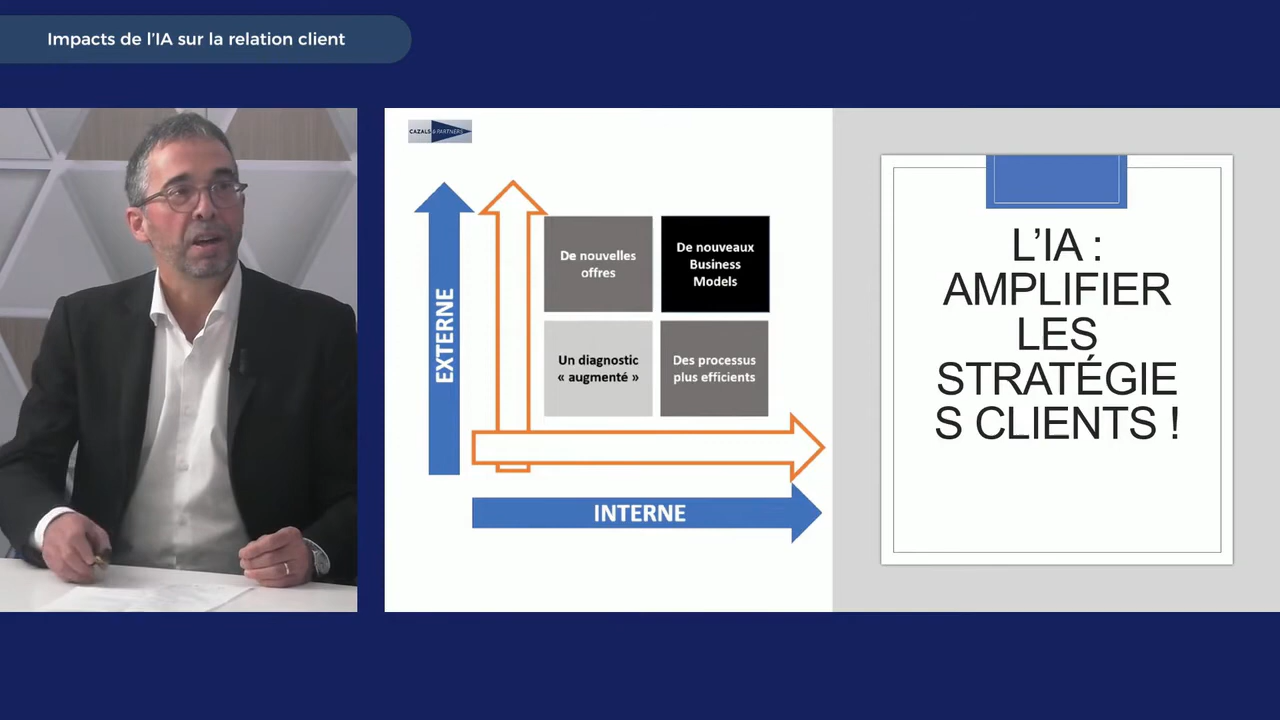 Impacts de l'IA sur la relation client
CAZALS & PARTNERS
EXTERNE
De nouvelles
offres
De nouveaux
Business
Models
Un diagnostic
« augmenté »
Des processus
plus efficients
INTERNE
L'IA :
AMPLIFIER
LES
STRATÉGIE
S CLIENTS !